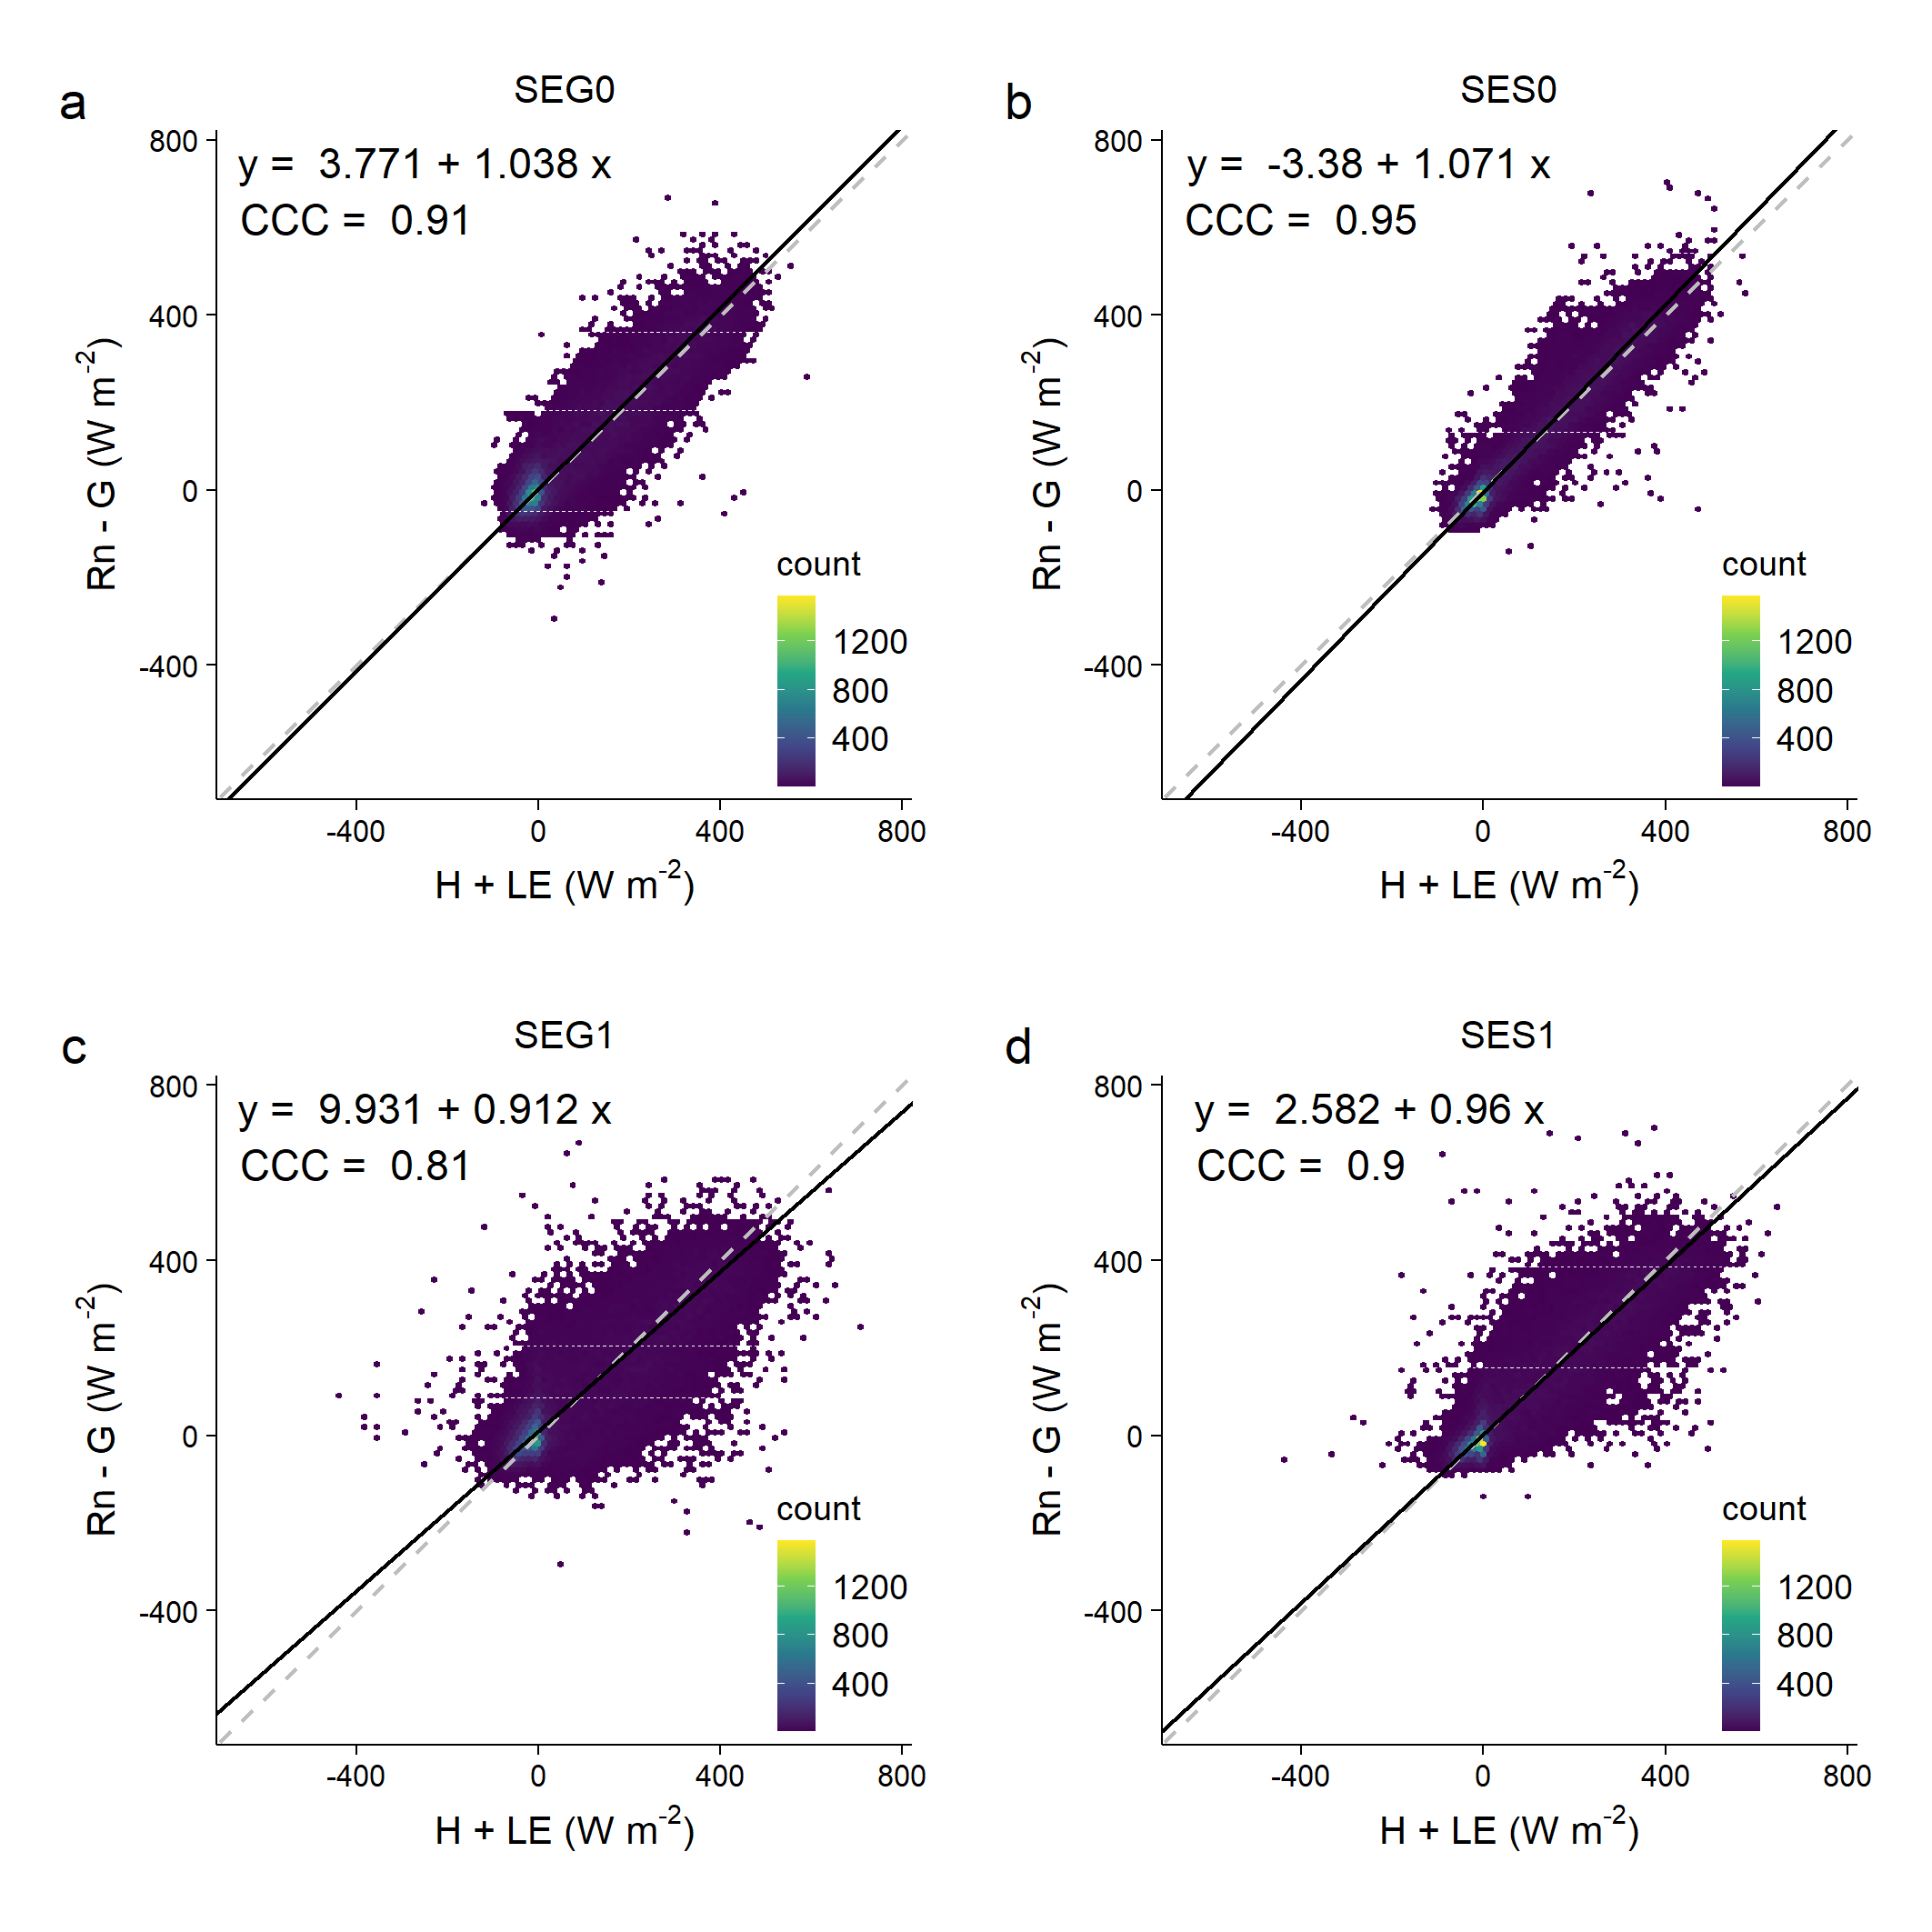 a
SEG0
y =  3.771 + 1.038 x
CCC =  0.91
800
400
0
-400
Rn - G (W m-2)
count
1200
800
400
-400
0
400
800
H + LE (W m-2)
b
SES0
y =  -3.38 + 1.071 x
CCC =  0.95
800
400
0
-400
Rn - G (W m-2)
count
1200
800
400
-400
0
400
800
H + LE (W m-2)
c
SEG1
y =  9.931 + 0.912 x
CCC =  0.81
800
400
0
-400
Rn - G (W m-2)
count
1200
800
400
-400
0
400
800
H + LE (W m-2)
d
SES1
y =  2.582 + 0.96 x
CCC =  0.9
800
400
0
-400
Rn - G (W m-2)
count
1200
800
400
-400
0
400
800
H + LE (W m-2)